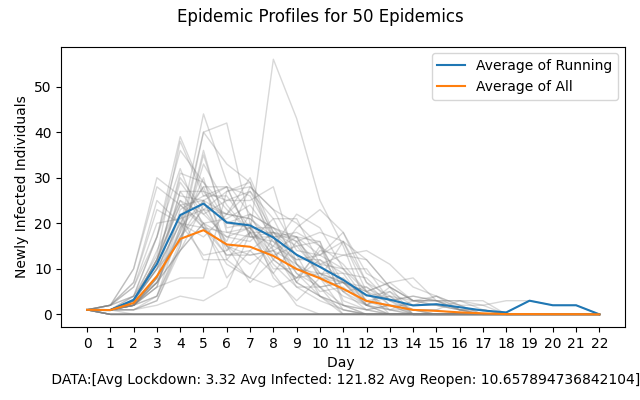 Epidemic Profiles for 50 Epidemics
Average of Running
Average of All
Newly Infected Individuals
50
40
30
20
10
0
0 1 2 3 4 5 6 7 8 9 10 11 12 13 14 15 16 17 18 19 20 21 22
Day
DATA:[Avg Lockdown: 3.32 Avg Infected: 121.82 Avg Reopen: 10.657894736842104]